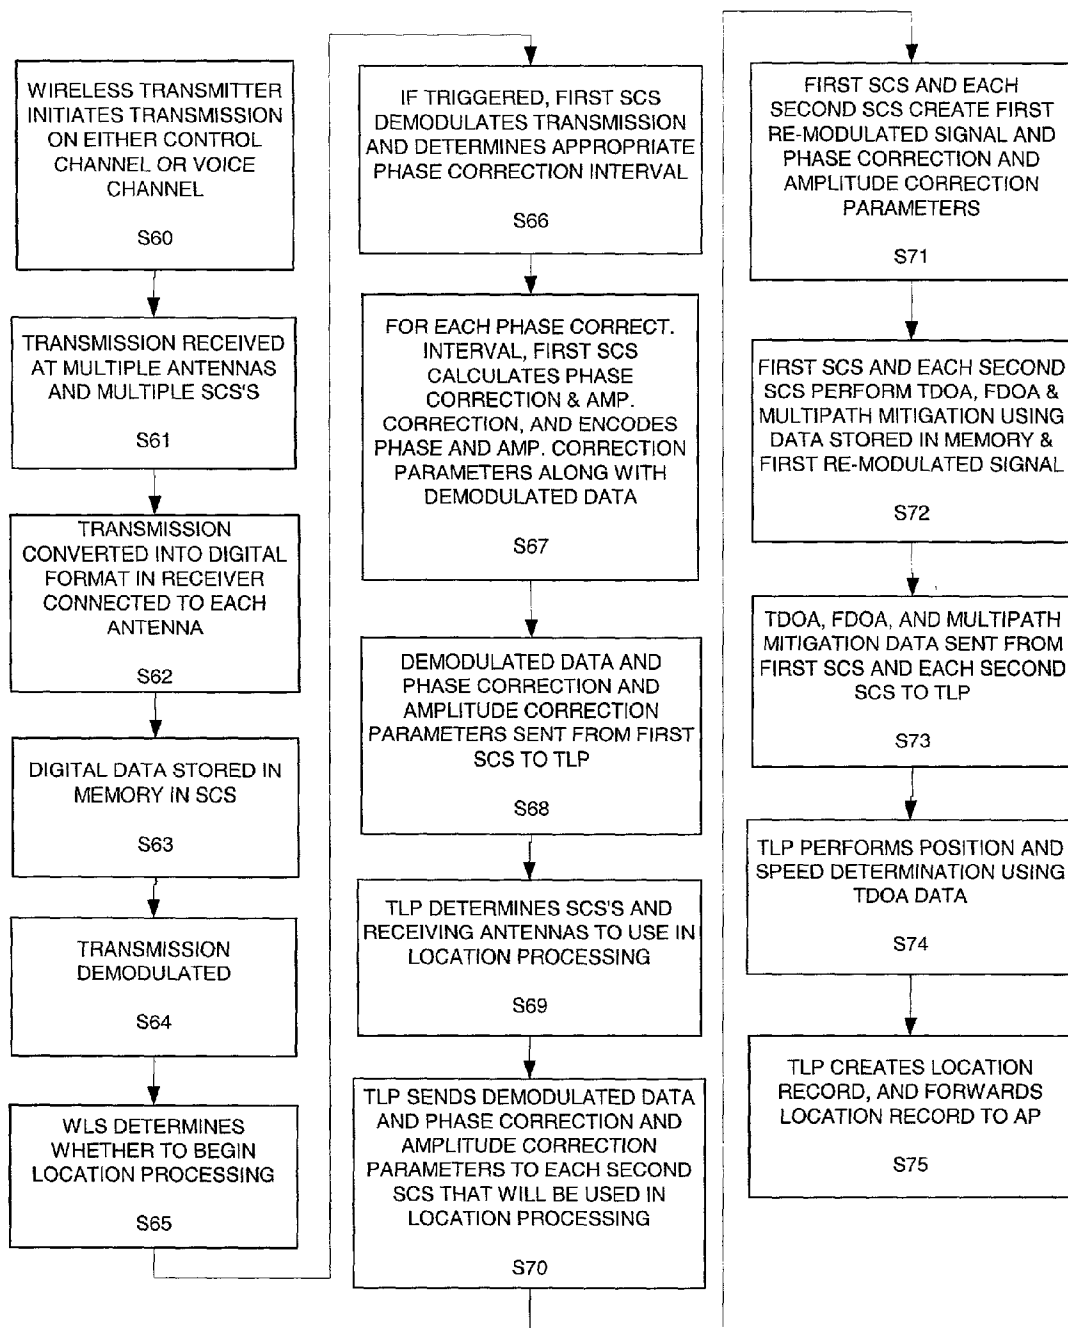 WIRELESS TRANSMITTER
INITIATES TRANSMISSION
ON EITHER CONTROL
CHANNEL OR VOICE
CHANNEL
S60
TRANSMISSION RECEIVED
AT MULTIPLE ANTENNAS
AND MULTIPLE SCS'S
S61
TRANSMISSION
CONVERTED INTO DIGITAL
FORMAT IN RECEIVER
CONNECTED TO EACH
ANTENNA
S62
DIGITAL DATA STORED IN
MEMORY IN SCS
S63
TRANSMISSION
DEMODULATED
S64
WLS DETERMINES
WHETHER TO BEGIN
LOCATION PROCESSING
S65
IF TRIGGERED, FIRST SCS
DEMODULATES TRANSMISSION
AND DETERMINES APPROPRIATE
PHASE CORRECTION INTERVAL
S66
FOR EACH PHASE CORRECT.
INTERVAL, FIRST SCS
CALCULATES PHASE
CORRECTION & AMP.
CORRECTION, AND ENCODES
PHASE AND AMP. CORRECTION
PARAMETERS ALONG WITH
DEMODULATED DATA
S67
DEMODULATED DATA AND
PHASE CORRECTION AND
AMPLITUDE CORRECTION
PARAMETERS SENT FROM FIRST
SCS TO TLP
S68
TLP DETERMINES SCS'S AND
RECEIVING ANTENNAS TO USE IN
LOCATION PROCESSING
S69
TLP SENDS DEMODULATED DATA
AND PHASE CORRECTION AND
AMPLITUDE CORRECTION
PARAMETERS TO EACH SECOND
SCS THAT WILL BE USED IN
LOCATION PROCESSING
S70
FIRST SCS AND EACH
SECOND SCS CREATE FIRST
RE-MODULATED SIGNAL AND
PHASE CORRECTION AND
AMPLITUDE CORRECTION
PARAMETERS
S71
FIRST SCS AND EACH SECOND
SCS PERFORM TDOA, FDOA &
MULTIPATH MITIGATION USING
DATA STORED IN MEMORY &
FIRST RE-MODULATED SIGNAL
S72
TDOA, FDOA, AND MULTIPATH
MITIGATION DATA SENT FROM
FIRST SCS AND EACH SECOND
SCS TO TLP
S73
TLP PERFORMS POSITION AND
SPEED DETERMINATION USING
TDOA DATA
S74
TLP CREATES LOCATION
RECORD, AND FORWARDS
LOCATION RECORD TO AP
S75